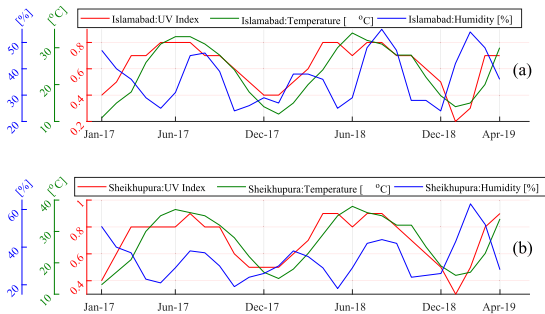 Islamabad:UV Index Islamabad:Temperature [ °C] Islamabad:Humidity [%]
[%] [°C]
50 40 30 20
30 20 10
0.8 0.6 0.4 0.2
(a)
Jan-17 Jun-17 Dec-17 Jun-18 Dec-18 Apr-19
Sheikhupura:UV Index Sheikhupura:Temperature [ °C] Sheikhupura:Humidity [%]
[%] [°C]
60 40 20
40 30 20 10
1 0.8 0.6 0.4
(b)
Jan-17 Jun-17 Dec-17 Jun-18 Dec-18 Apr-19